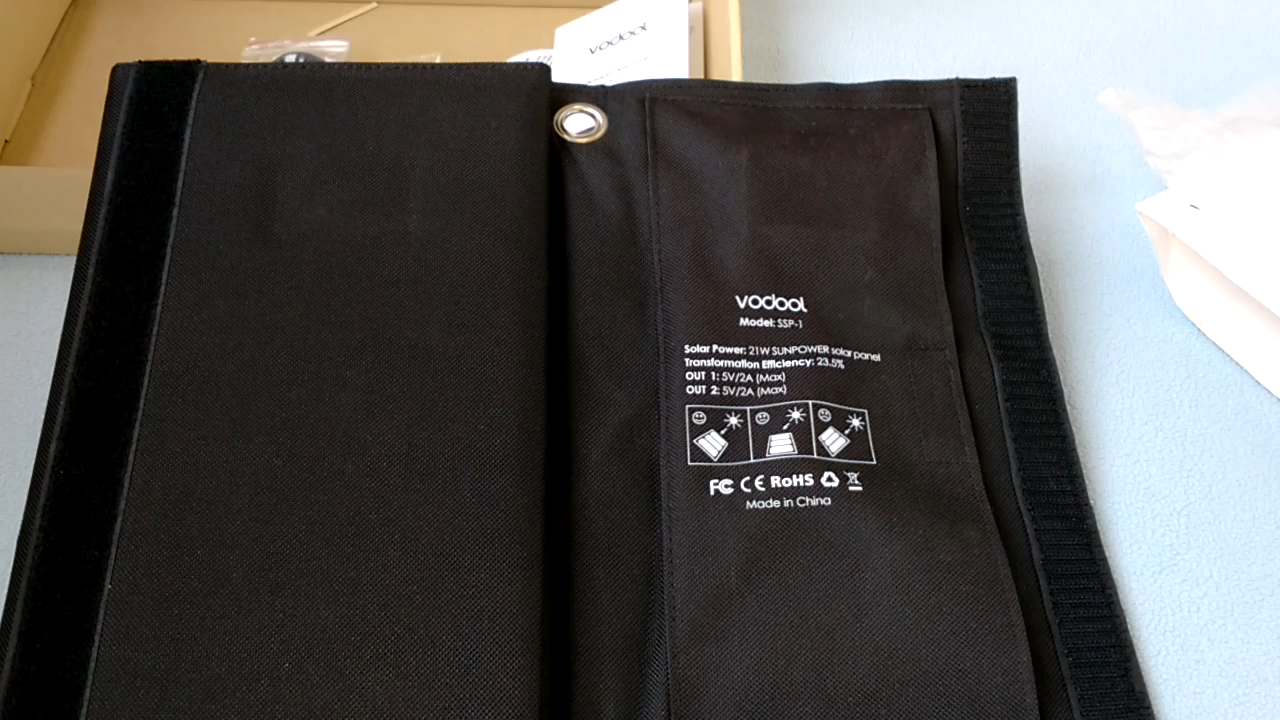 vodool
vodool
Model: SSP-1
Solar Power: 21W SUNPOWER solar panel
Transformation Efficiency: 23.5%
OUT 1: 5V/2A (Max)
OUT 2: 5V/2A (Max)
FC CE RoHS
Made in China